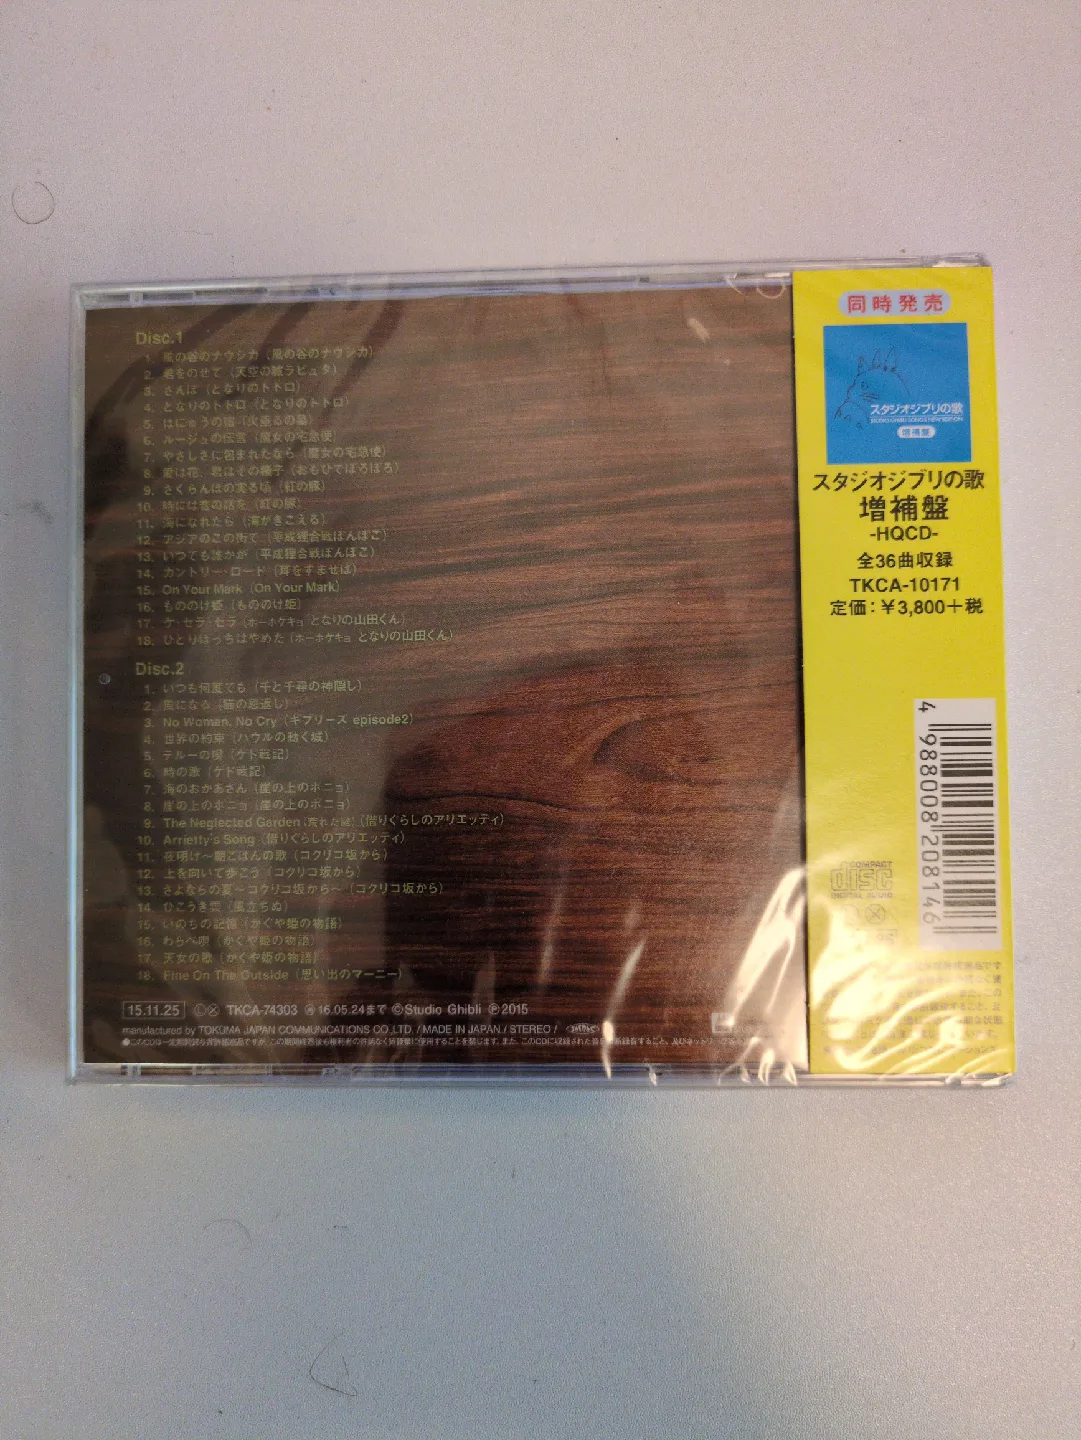 Disc.1
1. 風の谷のナウシカ（風の谷のナウシカ）
2. 君をのせて（天空の城ラピュタ）
3. さんぽ（となりのトトロ）
4. となりのトトロ（となりのトトロ）
5. はにゅうの宿（火垂るの墓）
6. ルージュの伝言（魔女の宅急便）
7. やさしさに包まれたなら（魔女の宅急便）
8. 愛は花、君はその種子（おもひでぽろぽろ）
9. さくらんぼの実る頃（紅の豚）
10. 時には昔の話を（紅の豚）
11. 海になれたら（海がきこえる）
12. アジアのこの街で（平成狸合戦ぽんぽこ）
13. いつでも誰かが（平成狸合戦ぽんぽこ）
14. カントリー・ロード（耳をすませば）
15. On Your Mark（On Your Mark）
16. もののけ姫（もののけ姫）
17. ケ・セラ・セラ（ホーホケキョ となりの山田くん）
18. ひとりぼっちはやめた（ホーホケキョ となりの山田くん）
Disc.2
1. いつも何度でも（千と千尋の神隠し）
2. 風になる（猫の恩返し）
3. No Woman, No Cry（ギブリーズ episode2）
4. 世界の約束（ハウルの動く城）
5. テルーの唄（ゲド戦記）
6. 時の歌（ゲド戦記）
7. 海のおかあさん（崖の上のポニョ）
8. 崖の上のポニョ（崖の上のポニョ）
9. The Neglected Garden［荒れた庭］（借りぐらしのアリエッティ）
10. Arrietty's Song（借りぐらしのアリエッティ）
11. 夜明け〜朝ごはんの歌（コクリコ坂から）
12. 上を向いて歩こう（コクリコ坂から）
13. さよならの夏〜コクリコ坂から〜（コクリコ坂から）
14. ひこうき雲（風立ちぬ）
15. いのちの記憶（かぐや姫の物語）
16. わらべ唄（かぐや姫の物語）
17. 天女の歌（かぐや姫の物語）
18. Fine On The Outside（思い出のマーニー）
15.11.25 Ⓛⓧ TKCA-74303 16.05.24まで ©Studio Ghibli ℗2015
manufactured by TOKUMA JAPAN COMMUNICATIONS CO.,LTD. / MADE IN JAPAN / STEREO /
同時発売
スタジオジブリの歌
STUDIO GHIBLI SONGS NEW EDITION
増補盤
スタジオジブリの歌
増補盤
-HQCD-
全36曲収録
TKCA-10171
定価：￥3,800＋税
4 988008 208146
COMPACT
disc
DIGITAL AUDIO